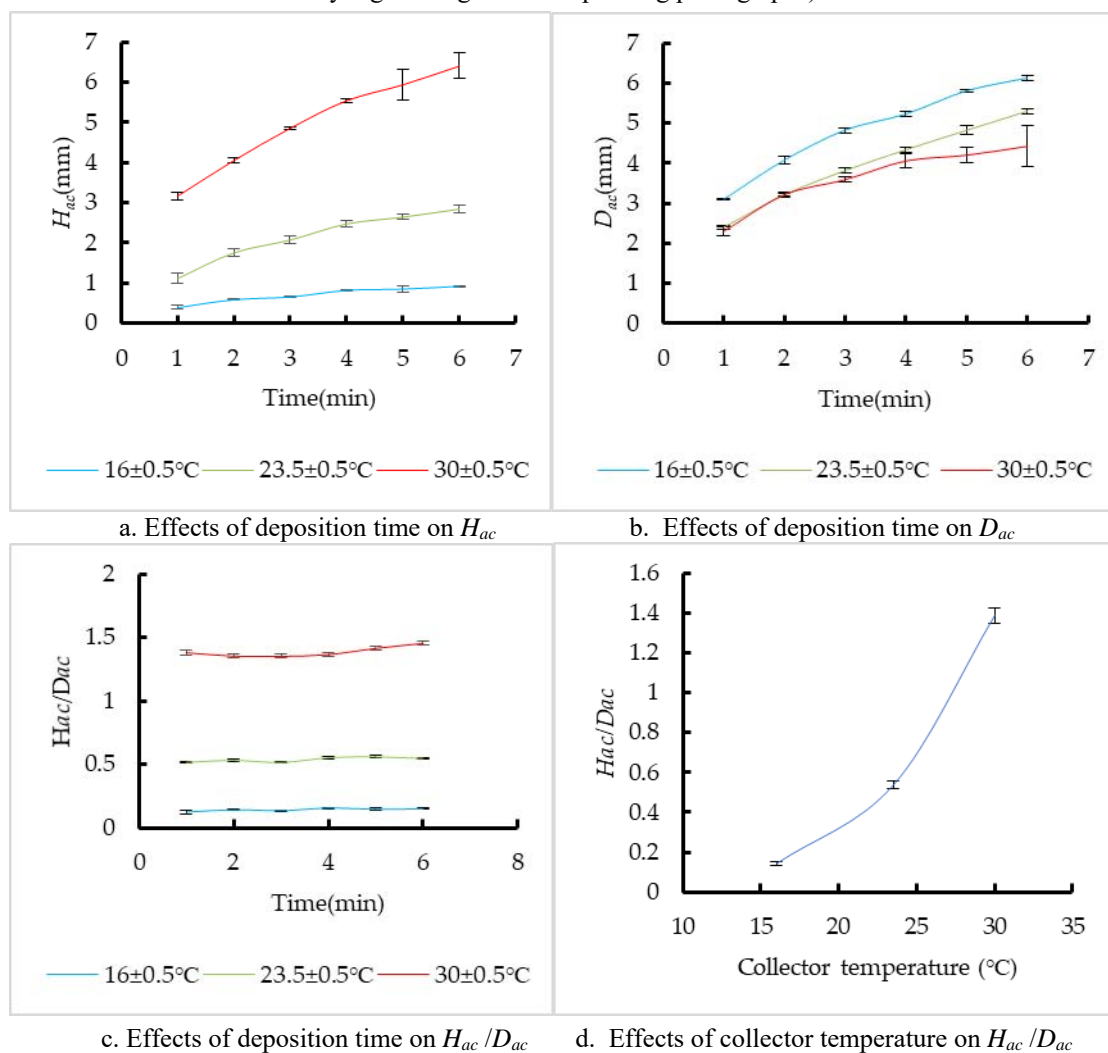 7
6
5
4
3
2
1
0
H_ac(mm)
0 1 2 3 4 5 6 7
Time(min)
16±0.5°C 23.5±0.5°C 30±0.5°C
a. Effects of deposition time on H_ac
7
6
5
4
3
2
1
0
D_ac(mm)
0 1 2 3 4 5 6 7
Time(min)
16±0.5°C 23.5±0.5°C 30±0.5°C
b. Effects of deposition time on D_ac
2
1.5
1
0.5
0
Hac/Dac
0 2 4 6 8
Time(min)
16±0.5°C 23.5±0.5°C 30±0.5°C
c. Effects of deposition time on H_ac /D_ac
1.6
1.4
1.2
1
0.8
0.6
0.4
0.2
0
Hac/Dac
10 15 20 25 30 35
Collector temperature (°C)
d. Effects of collector temperature on H_ac /D_ac